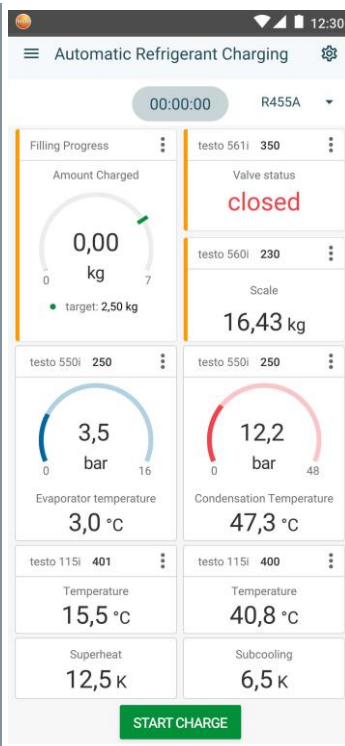 12:30
Automatic Refrigerant Charging
00:00:00 R455A
Filling Progress
Amount Charged
0,00
kg
0 7
target: 2,50 kg
testo 561i 350
Valve status
closed
testo 560i 230
Scale
16,43 kg
testo 550i 250
3,5
bar
0 16
Evaporator temperature
3,0 °C
testo 550i 250
12,2
bar
0 48
Condensation Temperature
47,3 °C
testo 115i 401
Temperature
15,5 °C
testo 115i 400
Temperature
40,8 °C
Superheat
12,5 K
Subcooling
6,5 K
START CHARGE